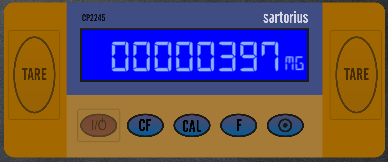 CP2245 sartorius
00000397 MG
TARE TARE
I/O CF CAL F